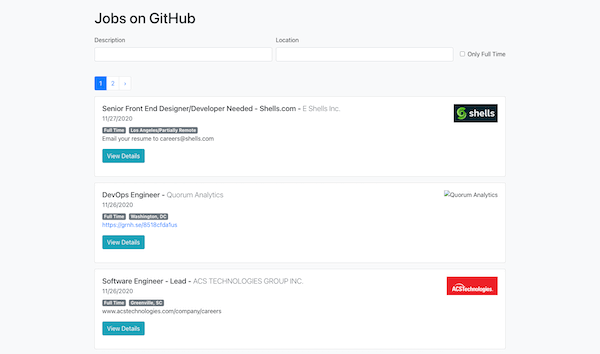 Jobs on GitHub
Description
Location
Only Full Time
1 2 ›
Senior Front End Designer/Developer Needed - Shells.com - E Shells Inc.
shells
11/27/2020
Full Time Los Angeles/Partially Remote
Email your resume to careers@shells.com
View Details
DevOps Engineer - Quorum Analytics
Quorum Analytics
11/26/2020
Full Time Washington, DC
https://grnh.se/8518cfda1us
View Details
Software Engineer - Lead - ACS TECHNOLOGIES GROUP INC.
ACSTechnologies.
11/26/2020
Full Time Greenville, SC
www.acstechnologies.com/company/careers
View Details